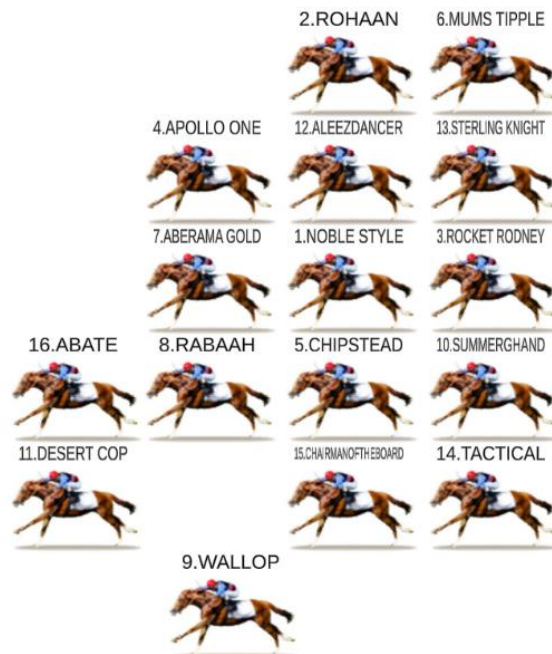 2.ROHAAN
6.MUMS TIPPLE
4.APOLLO ONE
12.ALEEZDANCER
13.STERLING KNIGHT
7.ABERAMA GOLD
1.NOBLE STYLE
3.ROCKET RODNEY
16.ABATE
8.RABAAH
5.CHIPSTEAD
10.SUMMERGHAND
11.DESERT COP
15.CHAIRMANOFTHEBOARD
14.TACTICAL
9.WALLOP